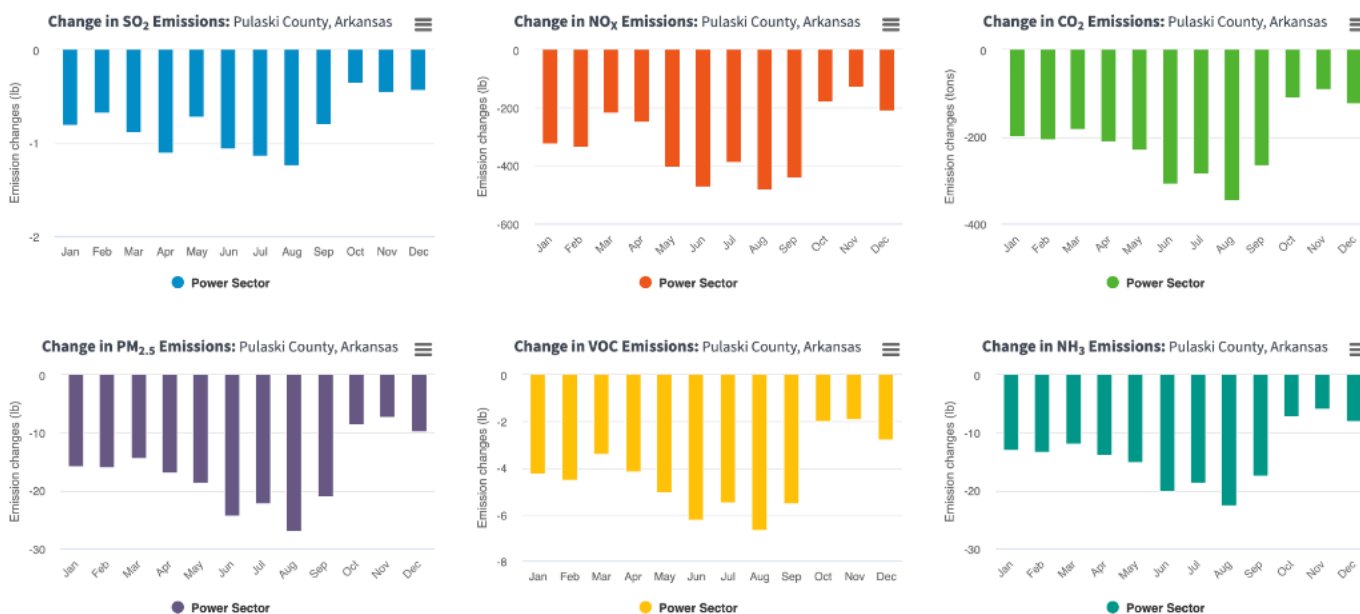 Change in SO₂ Emissions: Pulaski County, Arkansas
Emission changes (lb)
0
-1
-2
Jan Feb Mar Apr May Jun Jul Aug Sep Oct Nov Dec
Power Sector
Change in NOₓ Emissions: Pulaski County, Arkansas
Emission changes (lb)
0
-200
-400
-600
Jan Feb Mar Apr May Jun Jul Aug Sep Oct Nov Dec
Power Sector
Change in CO₂ Emissions: Pulaski County, Arkansas
Emission changes (tons)
0
-200
-400
Jan Feb Mar Apr May Jun Jul Aug Sep Oct Nov Dec
Power Sector
Change in PM₂.₅ Emissions: Pulaski County, Arkansas
Emission changes (lb)
0
-10
-20
-30
Jan Feb Mar Apr May Jun Jul Aug Sep Oct Nov Dec
Power Sector
Change in VOC Emissions: Pulaski County, Arkansas
Emission changes (lb)
0
-2
-4
-6
-8
Jan Feb Mar Apr May Jun Jul Aug Sep Oct Nov Dec
Power Sector
Change in NH₃ Emissions: Pulaski County, Arkansas
Emission changes (lb)
0
-10
-20
-30
Jan Feb Mar Apr May Jun Jul Aug Sep Oct Nov Dec
Power Sector